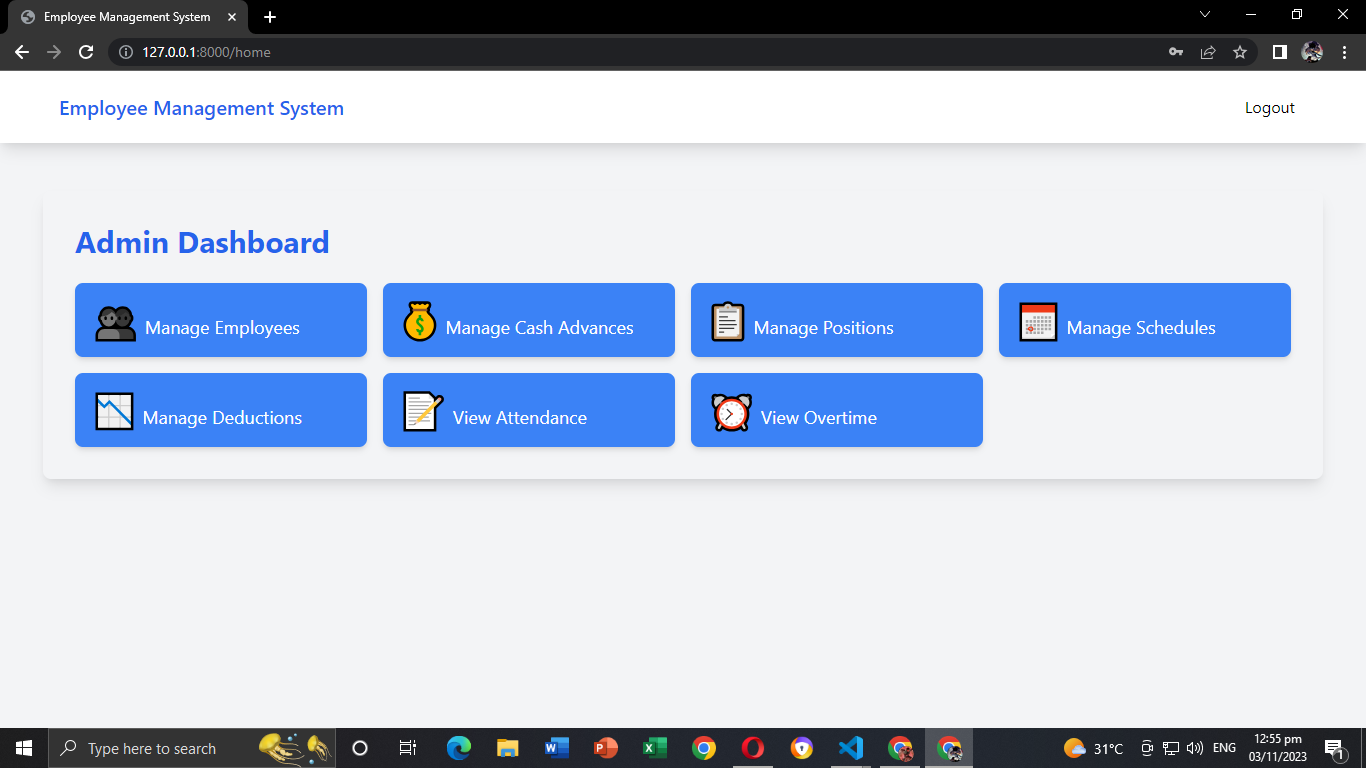 Employee Management System
127.0.0.1:8000/home
Employee Management System
Logout
Admin Dashboard
Manage Employees
Manage Cash Advances
Manage Positions
Manage Schedules
Manage Deductions
View Attendance
View Overtime
Type here to search
31°C
ENG
12:55 pm
03/11/2023
1